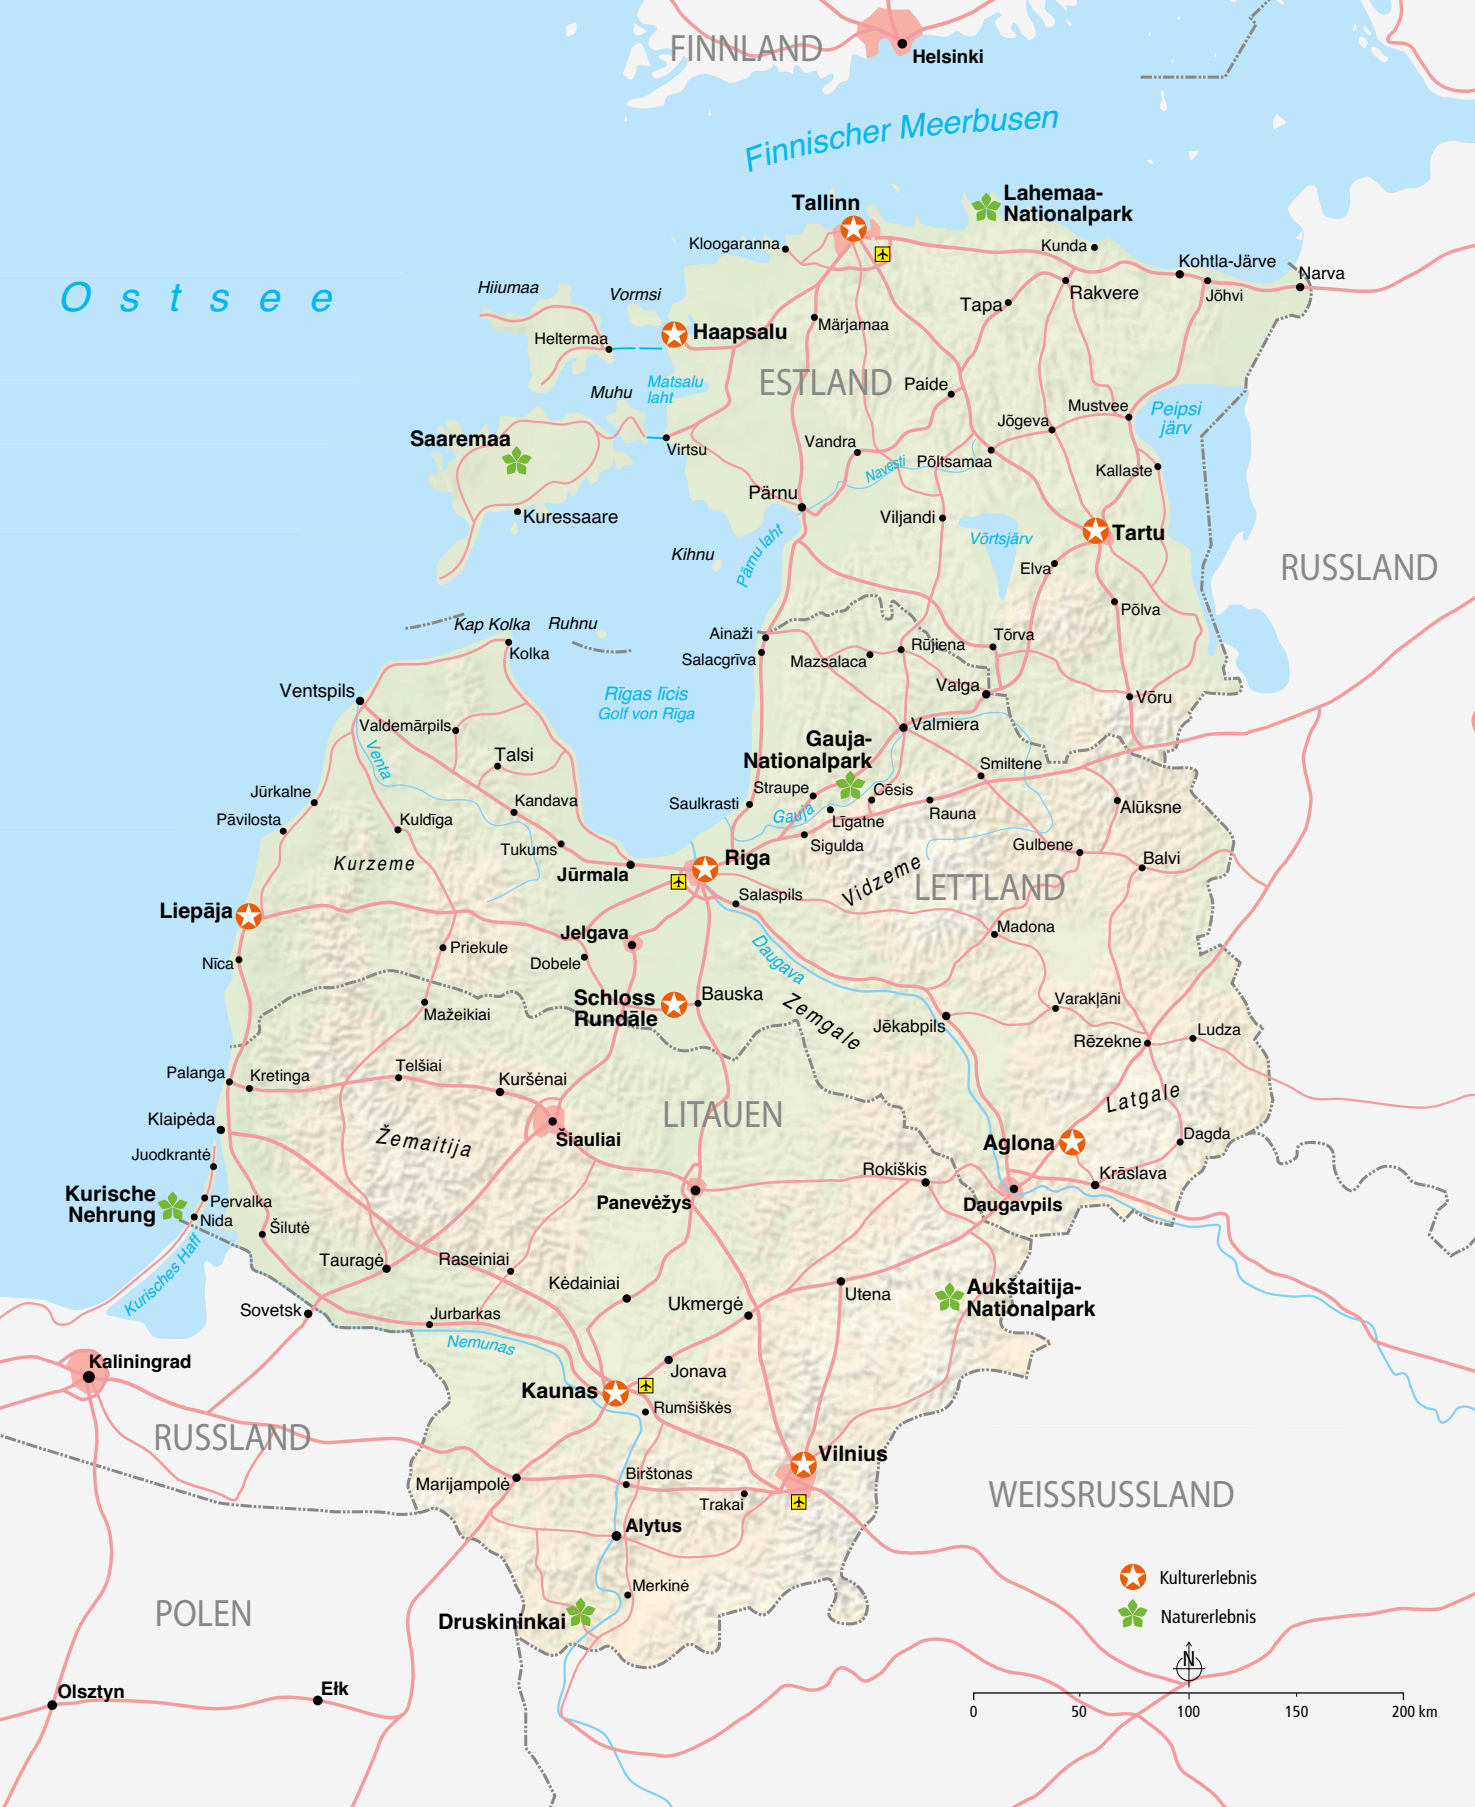 FINNLAND
Helsinki
Finnischer Meerbusen
Lahemaa-
Nationalpark
Tallinn
Kloogaranna
Kunda
Kohtla-Järve
Narva
Ostsee
Hiiumaa
Vormsi
Jõhvi
Rakvere
Tapa
Märjamaa
Haapsalu
Heltermaa
ESTLAND
Paide
Muhu
Matsalu
laht
Mustvee
Peipsi
järv
Jõgeva
Saaremaa
Virtsu
Vandra
Navesti
Põltsamaa
Kallaste
Pärnu
Kuressaare
Viljandi
Võrtsjärv
Tartu
Pärnu laht
Kihnu
Elva
RUSSLAND
Põlva
Kap Kolka
Ruhnu
Kolka
Ainaži
Salacgrīva
Mazsalaca
Rūjiena
Tõrva
Valga
Võru
Ventspils
Rīgas līcis
Golf von Rīga
Valdemārpils
Venta
Talsi
Valmiera
Gauja-
Nationalpark
Smiltene
Jūrkalne
Pāvilosta
Kandava
Kuldīga
Saulkrasti
Straupe
Cēsis
Gauja
Līgatne
Rauna
Alūksne
Sigulda
Gulbene
Balvi
Tukums
Kurzeme
Jūrmala
Riga
Vidzeme
LETTLAND
Salaspils
Liepāja
Jelgava
Madona
Priekule
Nīca
Dobele
Daugava
Schloss
Rundāle
Bauska
Zemgale
Varakļāni
Mažeikiai
Jēkabpils
Rēzekne
Ludza
Palanga
Kretinga
Telšiai
Kuršėnai
Latgale
Klaipėda
LITAUEN
Šiauliai
Žemaitija
Aglona
Dagda
Juodkrantė
Rokiškis
Krāslava
Kurische
Nehrung
Pervalka
Nida
Panevėžys
Daugavpils
Šilutė
Kurisches Haff
Tauragė
Raseiniai
Kėdainiai
Utena
Aukštaitija-
Nationalpark
Ukmergė
Sovetsk
Jurbarkas
Nemunas
Kaliningrad
Jonava
Kaunas
Rumšiškės
RUSSLAND
Vilnius
Marijampolė
Birštonas
Trakai
WEISSRUSSLAND
Alytus
Merkinė
Druskininkai
POLEN
Kulturerlebnis
Naturerlebnis
N
Olsztyn
Ełk
0 50 100 150 200 km